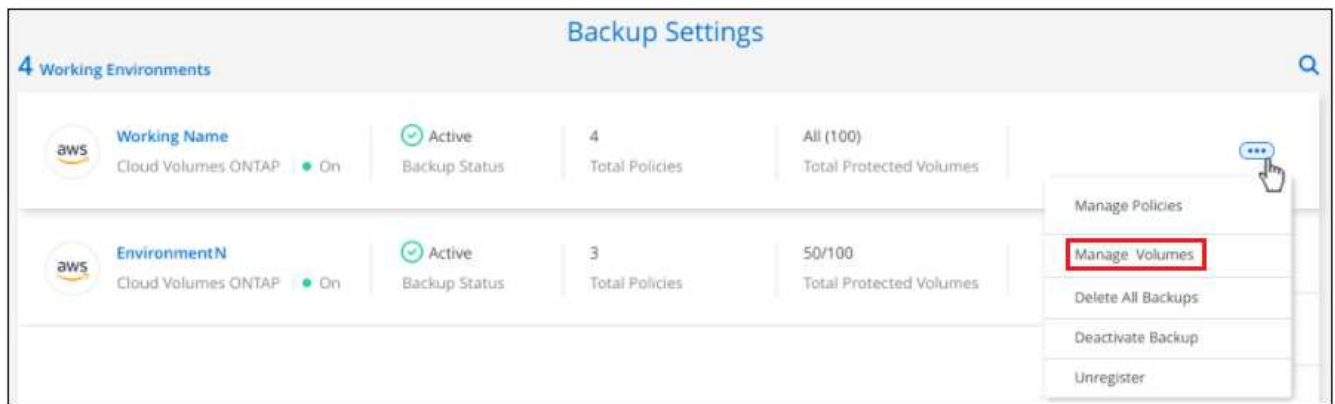 Backup Settings
4 Working Environments
aws
Working Name
Cloud Volumes ONTAP
On
Active
Backup Status
4
Total Policies
All (100)
Total Protected Volumes
Manage Policies
Manage Volumes
Delete All Backups
Deactivate Backup
Unregister
aws
EnvironmentN
Cloud Volumes ONTAP
On
Active
Backup Status
3
Total Policies
50/100
Total Protected Volumes